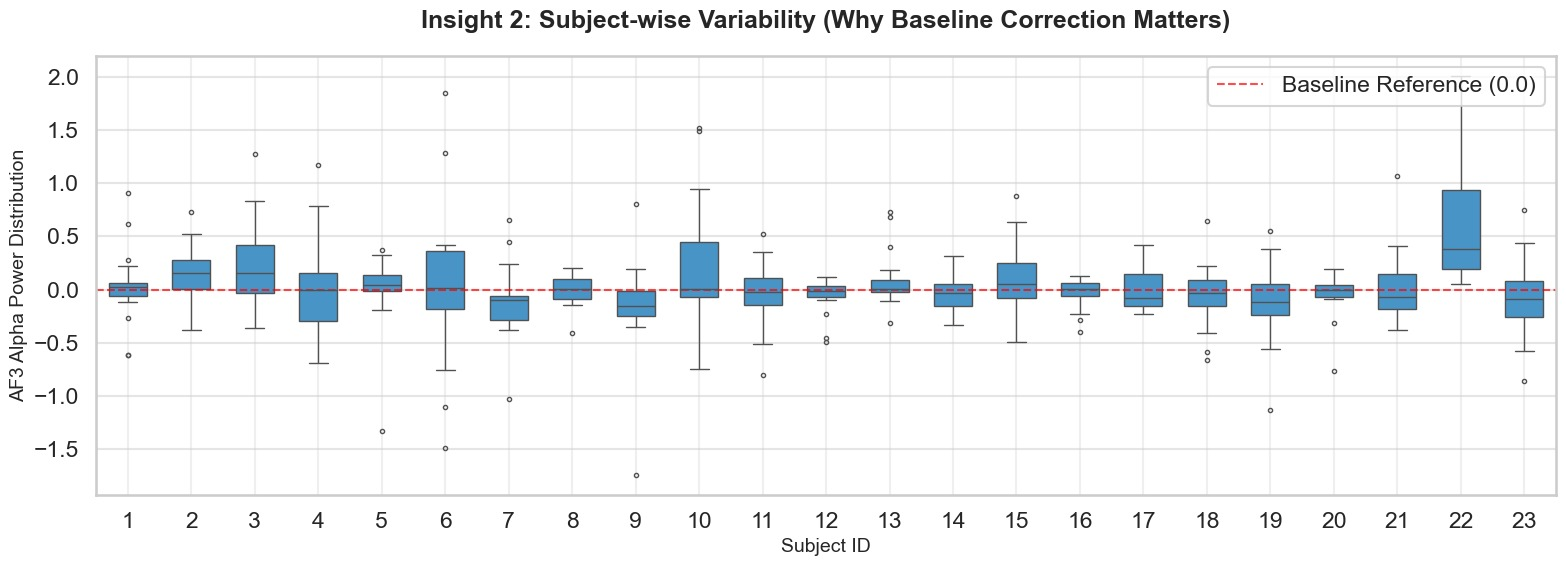 Insight 2: Subject-wise Variability (Why Baseline Correction Matters)
Baseline Reference (0.0)
AF3 Alpha Power Distribution
2.0
1.5
1.0
0.5
0.0
−0.5
−1.0
−1.5
1 2 3 4 5 6 7 8 9 10 11 12 13 14 15 16 17 18 19 20 21 22 23
Subject ID